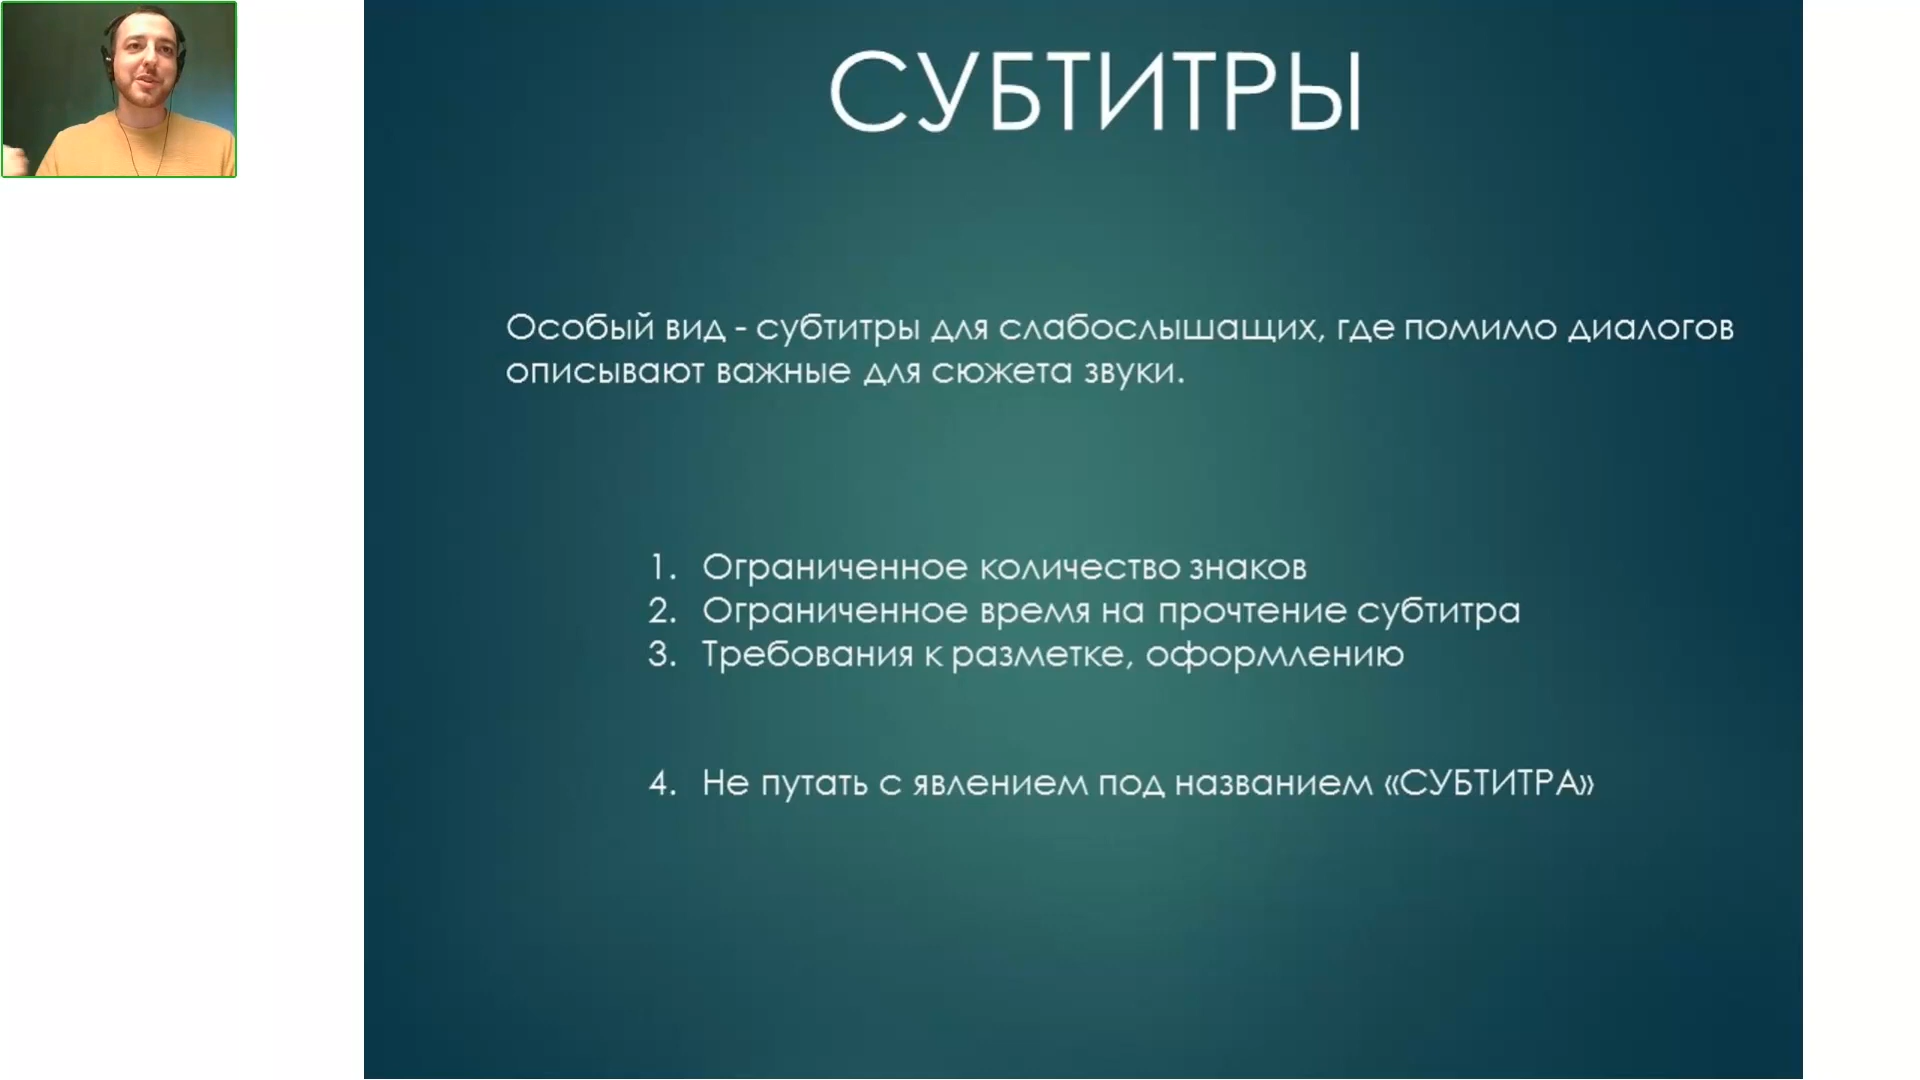 СУБТИТРЫ
Особый вид - субтитры для слабослышащих, где помимо диалогов
описывают важные для сюжета звуки.
1. Ограниченное количество знаков
2. Ограниченное время на прочтение субтитра
3. Требования к разметке, оформлению
4. Не путать с явлением под названием «СУБТИТРА»